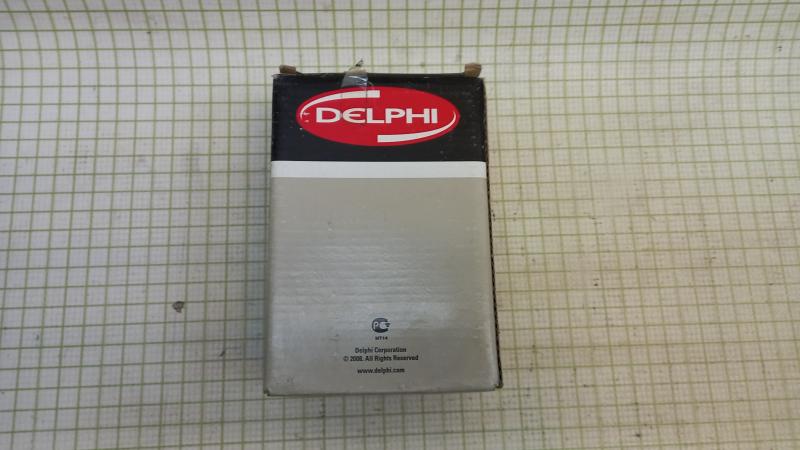 DELPHI
MT14
Delphi Corporation
© 2008. All Rights Reserved
www.delphi.com